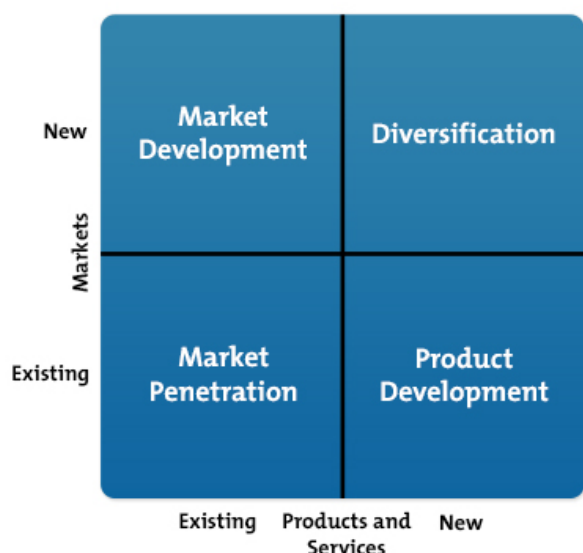 New
Market
Development
Diversification
Markets
Existing
Market
Penetration
Product
Development
Existing
Products and
Services
New